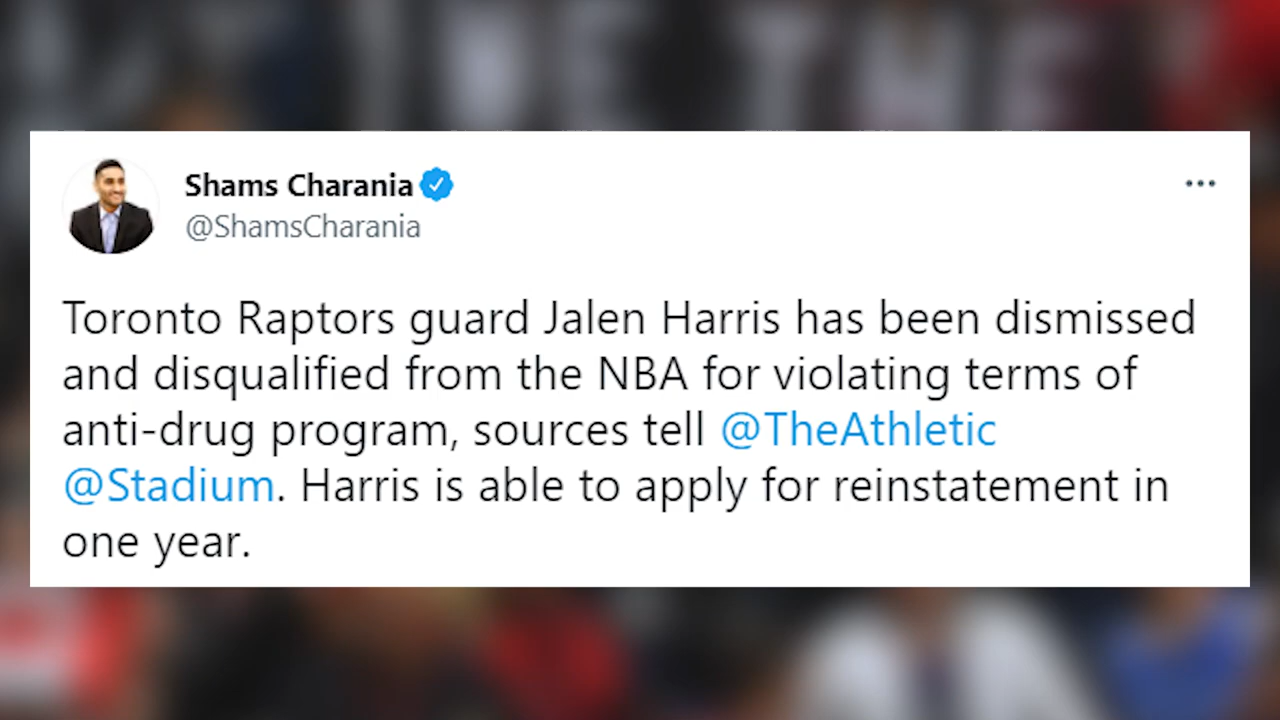 Shams Charania
@ShamsCharania
Toronto Raptors guard Jalen Harris has been dismissed
and disqualified from the NBA for violating terms of
anti-drug program, sources tell @TheAthletic
@Stadium. Harris is able to apply for reinstatement in
one year.